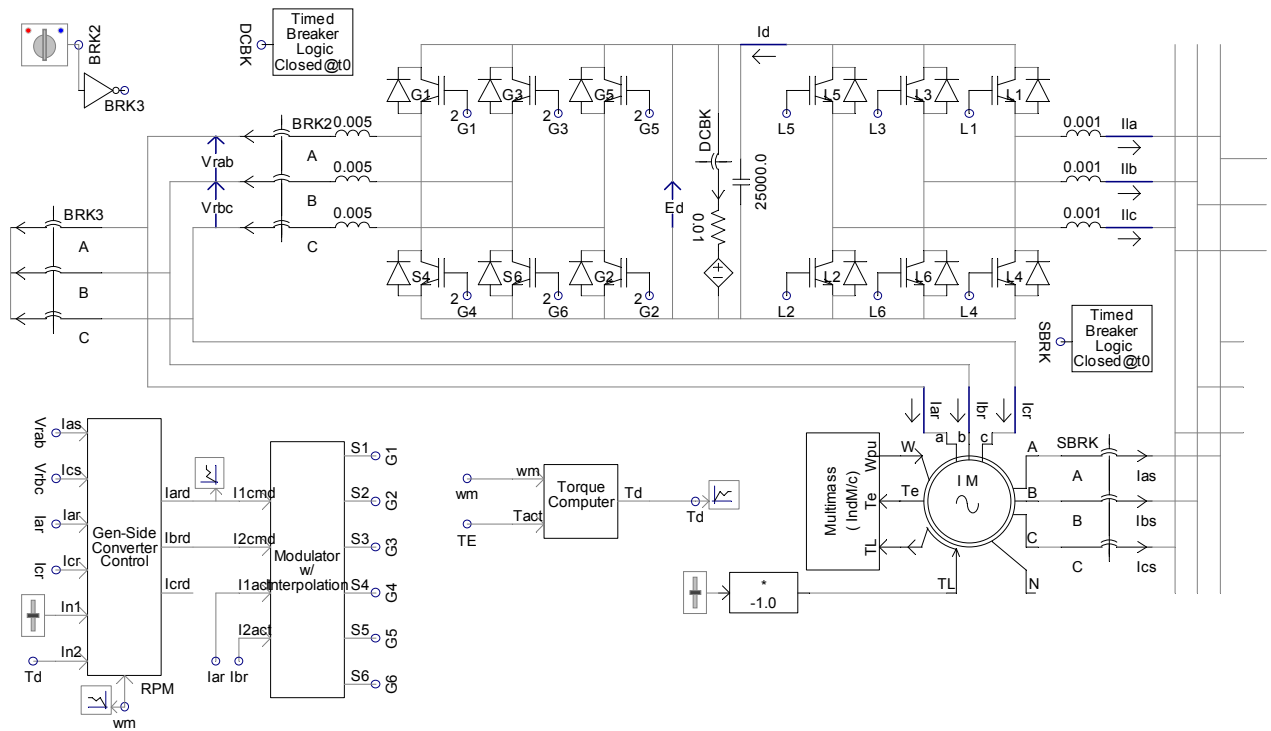 BRK2
BRK3
DCBK
Timed
Breaker
Logic
Closed@t0
Id
G1
G3
G5
L5
L3
L1
2
G1
2
G3
2
G5
L5
L3
L1
BRK2
0.005
A
0.005
B
0.005
C
Vrab
Vrbc
BRK3
A
B
C
DCBK
25000.0
Ed
0.01
0.001
Ila
0.001
Ilb
0.001
Ilc
S4
S6
G2
L2
L6
L4
2
G4
2
G6
2
G2
L2
L6
L4
SBRK
Timed
Breaker
Logic
Closed@t0
Iar
Ibr
Icr
a
b
c
Vrab
Ias
Vrbc
Ics
Iar
Iar
Icr
Icr
In1
Td
In2
Gen-Side
Converter
Control
Iard
Ibrd
Icrd
RPM
wm
I1cmd
I2cmd
I1act
I2act
Iar
Ibr
Modulator
w/
Interpolation
S1
G1
S2
G2
S3
G3
S4
G4
S5
G5
S6
G6
wm
wm
TE
Tact
Torque
Computer
Td
Td
Multimass
(IndM/c)
Wpu
Te
TL
W
Te
TL
I M
A
B
C
N
SBRK
A
B
C
Ias
Ibs
Ics
*
-1.0